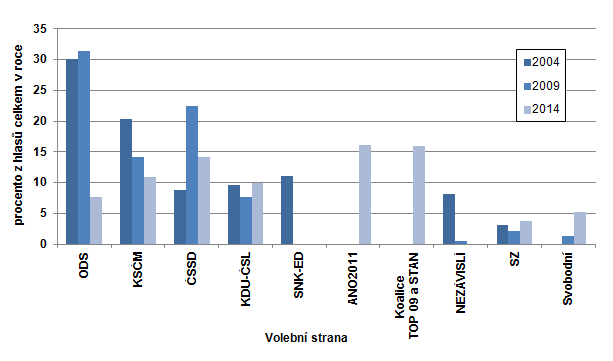 procento z hlasů celkem v roce
35
30
25
20
15
10
5
0
2004
2009
2014
ODS
KSČM
ČSSD
KDU-ČSL
SNK-ED
ANO2011
Koalice
TOP 09 a STAN
NEZÁVISLÍ
SZ
Svobodní
Volební strana